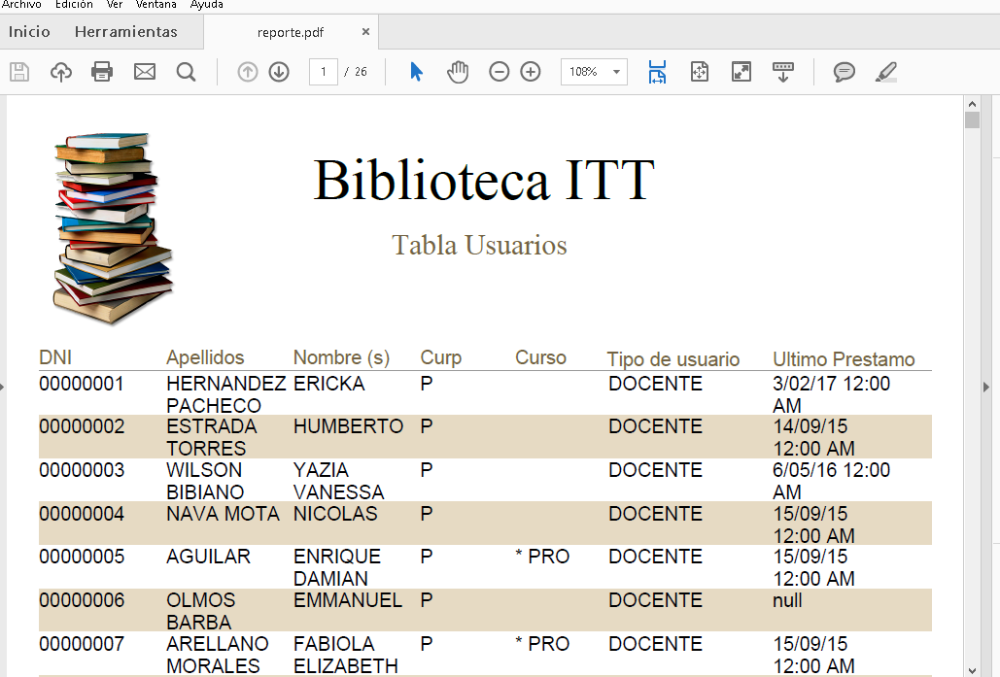 Archivo Edición Ver Ventana Ayuda
Inicio Herramientas reporte.pdf ×
1 / 26 108%
Biblioteca ITT
Tabla Usuarios
DNI Apellidos Nombre (s) Curp Curso Tipo de usuario Ultimo Prestamo
00000001 HERNANDEZ ERICKA P DOCENTE 3/02/17 12:00
PACHECO AM
00000002 ESTRADA HUMBERTO P DOCENTE 14/09/15
TORRES 12:00 AM
00000003 WILSON YAZIA P DOCENTE 6/05/16 12:00
BIBIANO VANESSA AM
00000004 NAVA MOTA NICOLAS P DOCENTE 15/09/15
12:00 AM
00000005 AGUILAR ENRIQUE P * PRO DOCENTE 15/09/15
DAMIAN 12:00 AM
00000006 OLMOS EMMANUEL P DOCENTE null
BARBA
00000007 ARELLANO FABIOLA P * PRO DOCENTE 15/09/15
MORALES ELIZABETH 12:00 AM